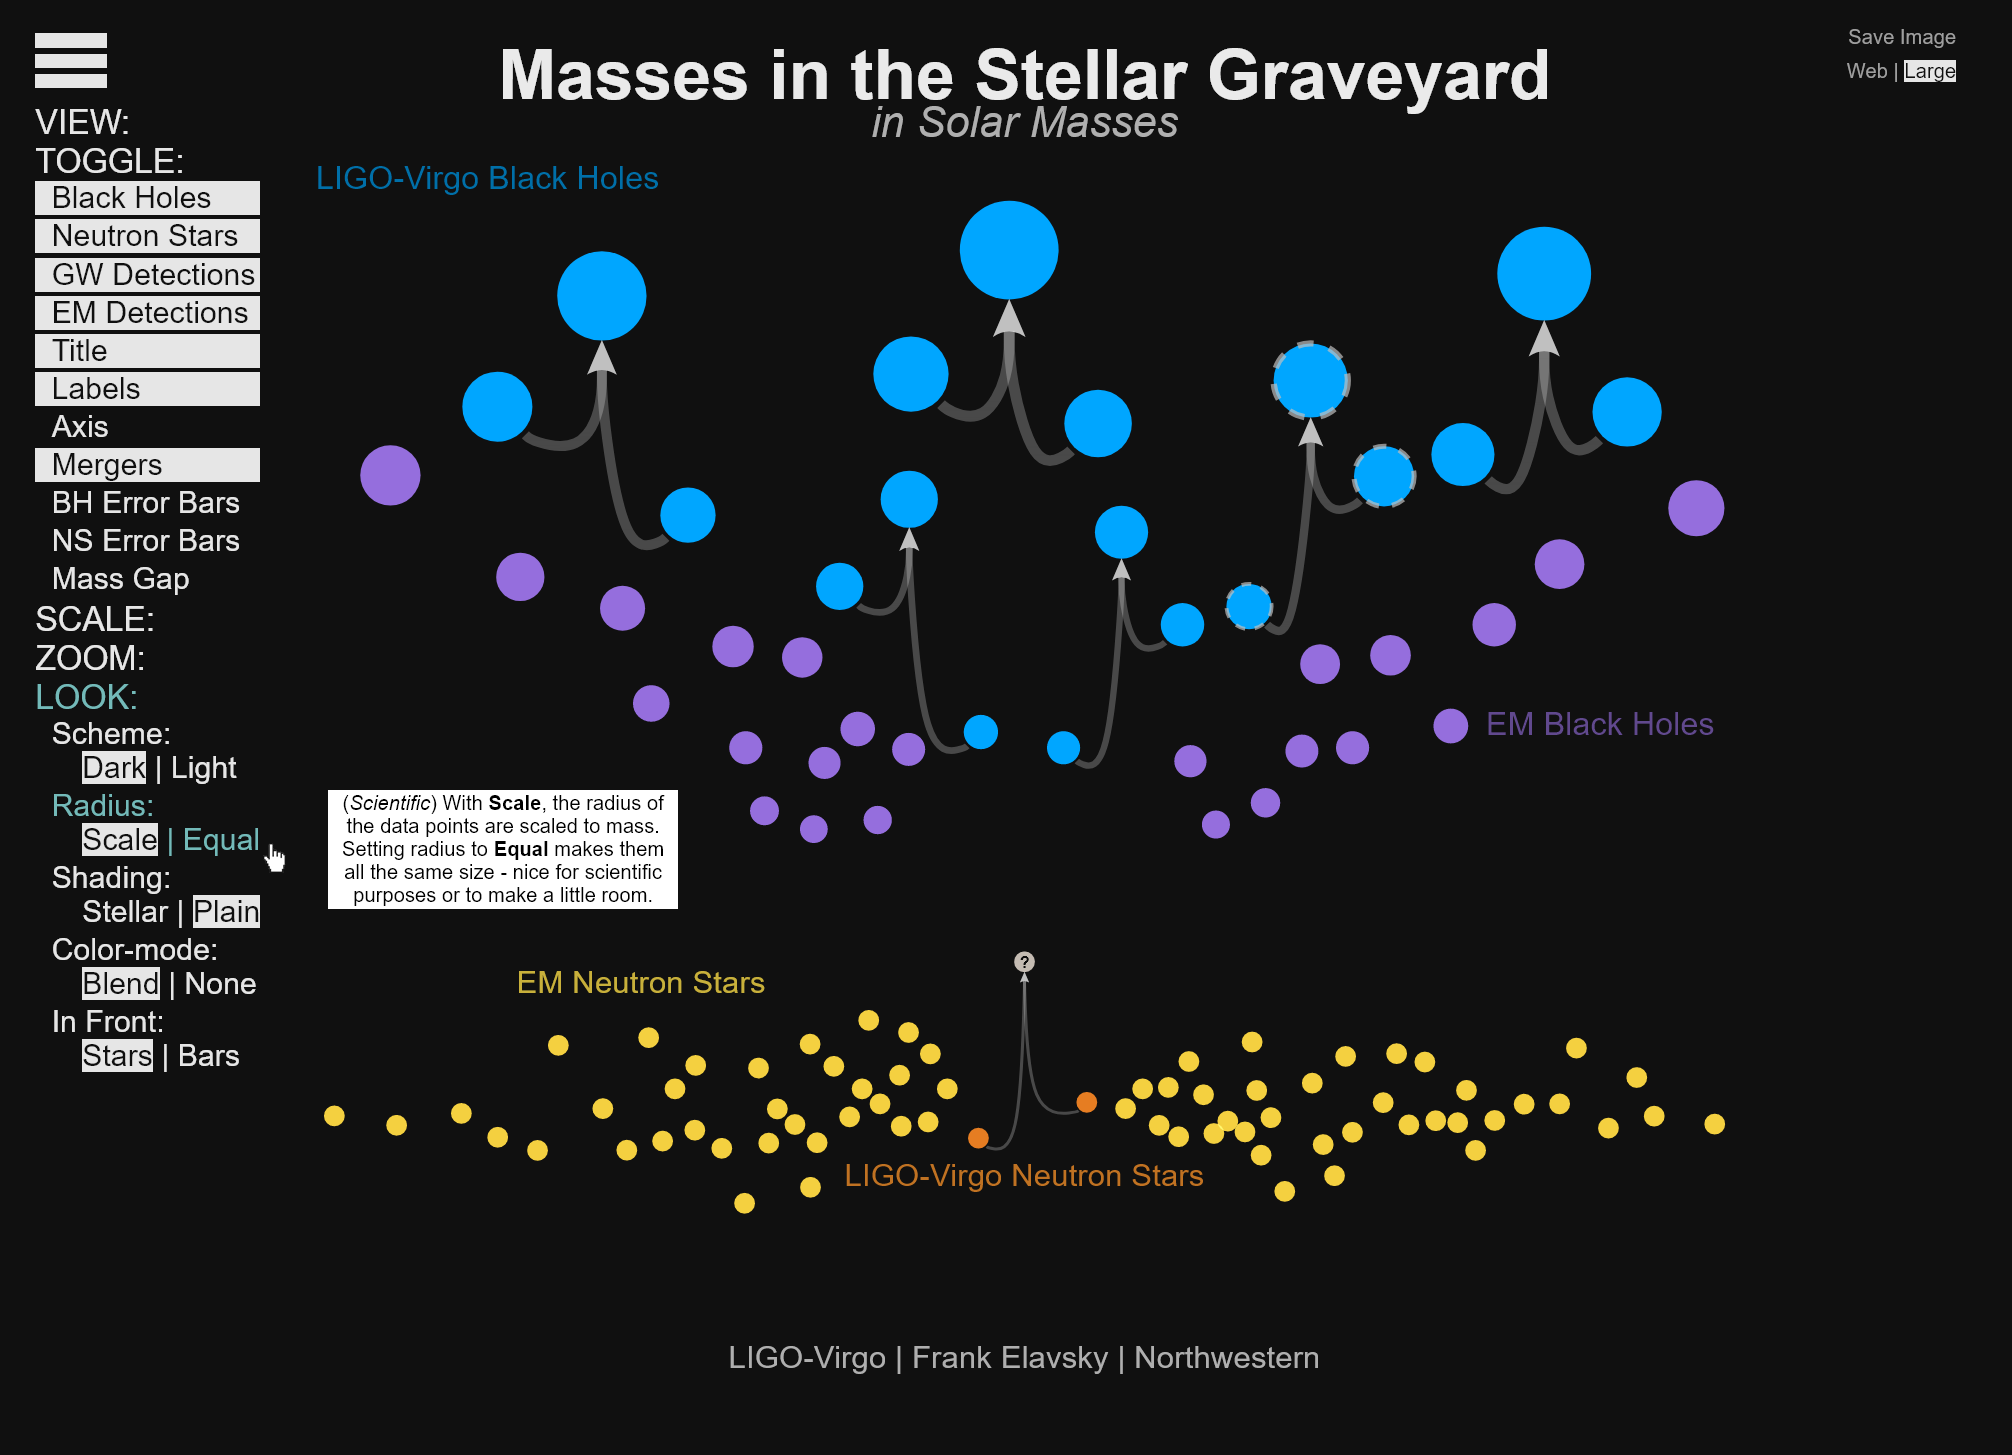 Masses in the Stellar Graveyard
in Solar Masses
Save Image
Web | Large
VIEW:
TOGGLE:
Black Holes
Neutron Stars
GW Detections
EM Detections
Title
Labels
Axis
Mergers
BH Error Bars
NS Error Bars
Mass Gap
SCALE:
ZOOM:
LOOK:
Scheme:
Dark | Light
Radius:
Scale | Equal
Shading:
Stellar | Plain
Color-mode:
Blend | None
In Front:
Stars | Bars
LIGO-Virgo Black Holes
EM Black Holes
(Scientific) With Scale, the radius of
the data points are scaled to mass.
Setting radius to Equal makes them
all the same size - nice for scientific
purposes or to make a little room.
?
EM Neutron Stars
LIGO-Virgo Neutron Stars
LIGO-Virgo | Frank Elavsky | Northwestern